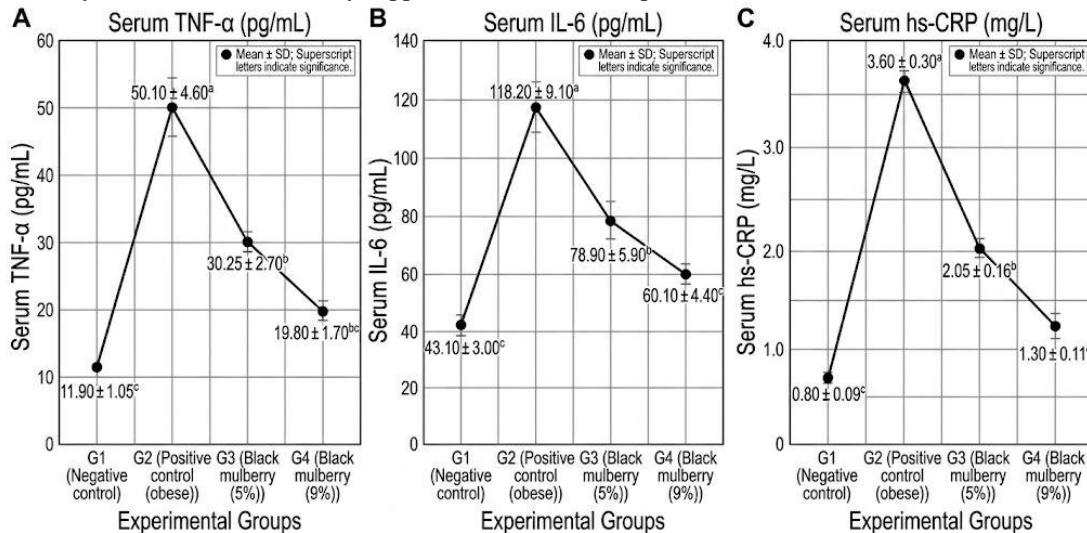 A
Serum TNF-α (pg/mL)
Mean ± SD; Superscript
letters indicate significance.
Serum TNF-α (pg/mL)
60
50
40
30
20
10
0
50.10 ± 4.60ᵃ
30.25 ± 2.70ᵇ
19.80 ± 1.70ᵇᶜ
11.90 ± 1.05ᶜ
G1
(Negative
control)
G2 (Positive
control
(obese))
G3 (Black
mulberry
(5%))
G4 (Black
mulberry
(9%))
Experimental Groups
B
Serum IL-6 (pg/mL)
Mean ± SD; Superscript
letters indicate significance.
Serum IL-6 (pg/mL)
140
120
100
80
60
40
20
0
118.20 ± 9.10ᵃ
78.90 ± 5.90ᵇ
60.10 ± 4.40ᶜ
43.10 ± 3.00ᶜ
G1
(Negative
control)
G2 (Positive
control
(obese))
G3 (Black
mulberry
(5%))
G4 (Black
mulberry
(9%))
Experimental Groups
C
Serum hs-CRP (mg/L)
Mean ± SD; Superscript
letters indicate significance.
Serum hs-CRP (mg/L)
4.0
3.0
2.0
1.0
0
3.60 ± 0.30ᵃ
2.05 ± 0.16ᵇ
1.30 ± 0.11ᶜ
0.80 ± 0.09ᶜ
G1
(Negative
control)
G2 (Positive
control
(obese))
G3 (Black
mulberry
(5%))
G4 (Black
mulberry
(9%))
Experimental Groups